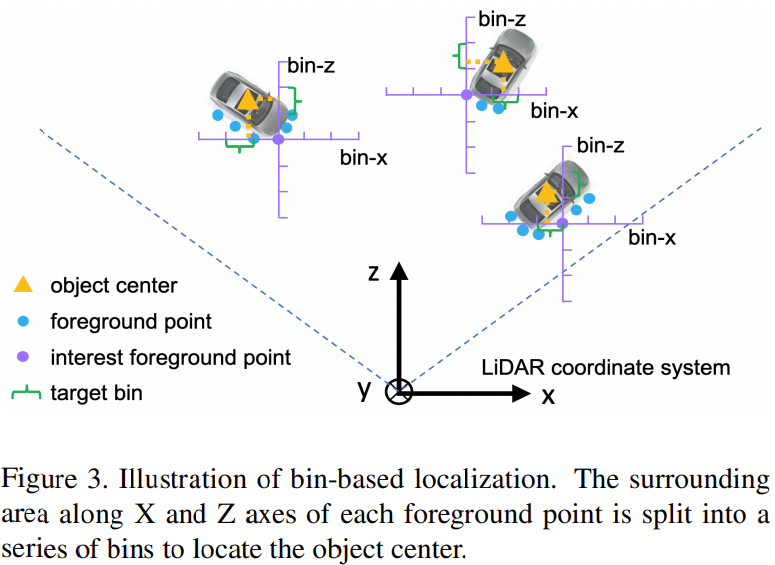 bin-z
bin-z
bin-x
bin-x
bin-z
bin-x
z
object center
foreground point
interest foreground point
LiDAR coordinate system
target bin
y
x
Figure 3. Illustration of bin-based localization. The surrounding
area along X and Z axes of each foreground point is split into a
series of bins to locate the object center.